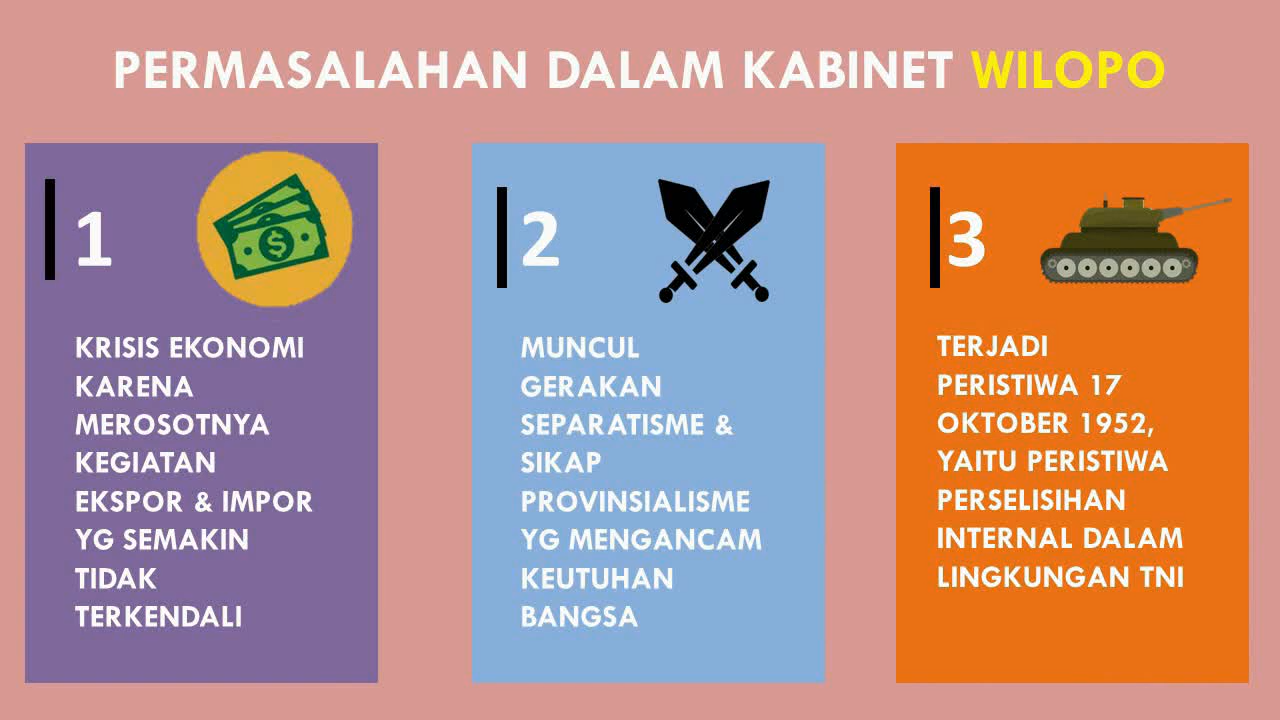 PERMASALAHAN DALAM KABINET WILOPO
1
KRISIS EKONOMI
KARENA
MEROSOTNYA
KEGIATAN
EKSPOR & IMPOR
YG SEMAKIN
TIDAK
TERKENDALI
2
MUNCUL
GERAKAN
SEPARATISME &
SIKAP
PROVINSIALISME
YG MENGANCAM
KEUTUHAN
BANGSA
3
TERJADI
PERISTIWA 17
OKTOBER 1952,
YAITU PERISTIWA
PERSELISIHAN
INTERNAL DALAM
LINGKUNGAN TNI